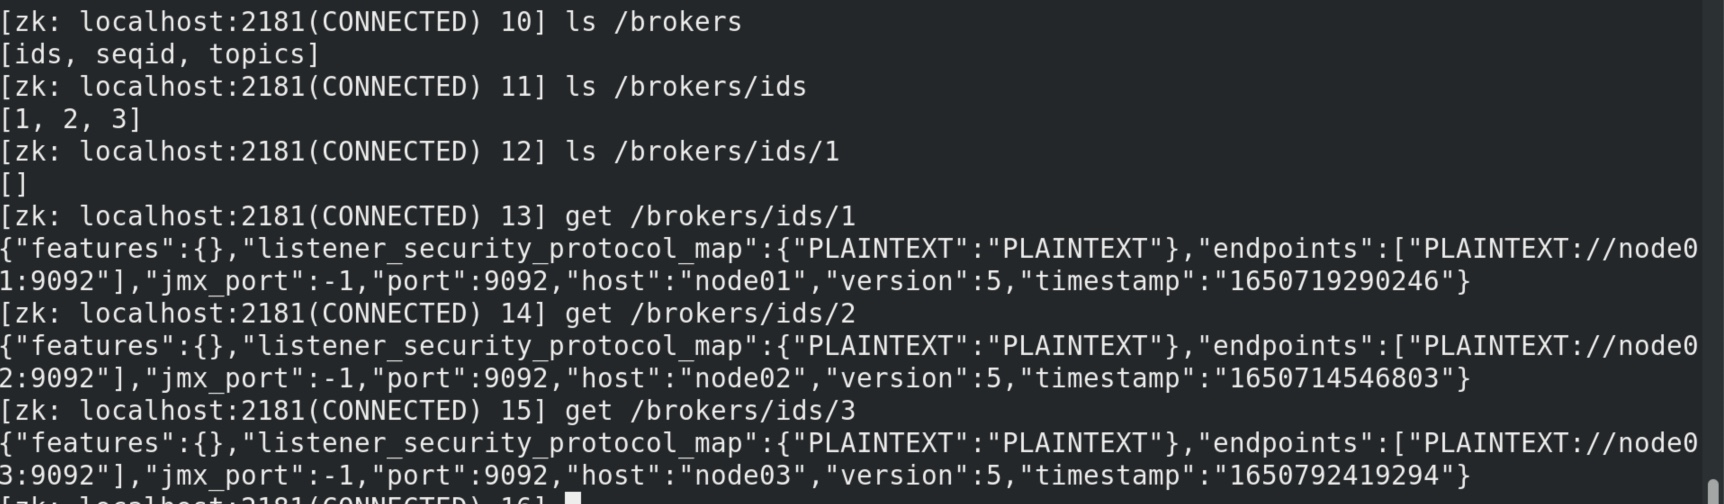 [zk: localhost:2181(CONNECTED) 10] ls /brokers
[ids, seqid, topics]
[zk: localhost:2181(CONNECTED) 11] ls /brokers/ids
[1, 2, 3]
[zk: localhost:2181(CONNECTED) 12] ls /brokers/ids/1
[]
[zk: localhost:2181(CONNECTED) 13] get /brokers/ids/1
{"features":{},"listener_security_protocol_map":{"PLAINTEXT":"PLAINTEXT"},"endpoints":["PLAINTEXT://node0
1:9092"],"jmx_port":-1,"port":9092,"host":"node01","version":5,"timestamp":"1650719290246"}
[zk: localhost:2181(CONNECTED) 14] get /brokers/ids/2
{"features":{},"listener_security_protocol_map":{"PLAINTEXT":"PLAINTEXT"},"endpoints":["PLAINTEXT://node0
2:9092"],"jmx_port":-1,"port":9092,"host":"node02","version":5,"timestamp":"1650714546803"}
[zk: localhost:2181(CONNECTED) 15] get /brokers/ids/3
{"features":{},"listener_security_protocol_map":{"PLAINTEXT":"PLAINTEXT"},"endpoints":["PLAINTEXT://node0
3:9092"],"jmx_port":-1,"port":9092,"host":"node03","version":5,"timestamp":"1650792419294"}
[zk: localhost:2181(CONNECTED) 16]